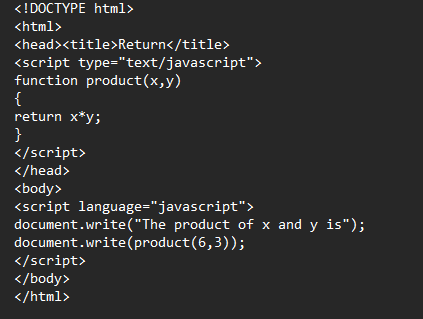 <!DOCTYPE html>
<html>
<head><title>Return</title>
<script type="text/javascript">
function product(x,y)
{
return x*y;
}
</script>
</head>
<body>
<script language="javascript">
document.write("The product of x and y is");
document.write(product(6,3));
</script>
</body>
</html>